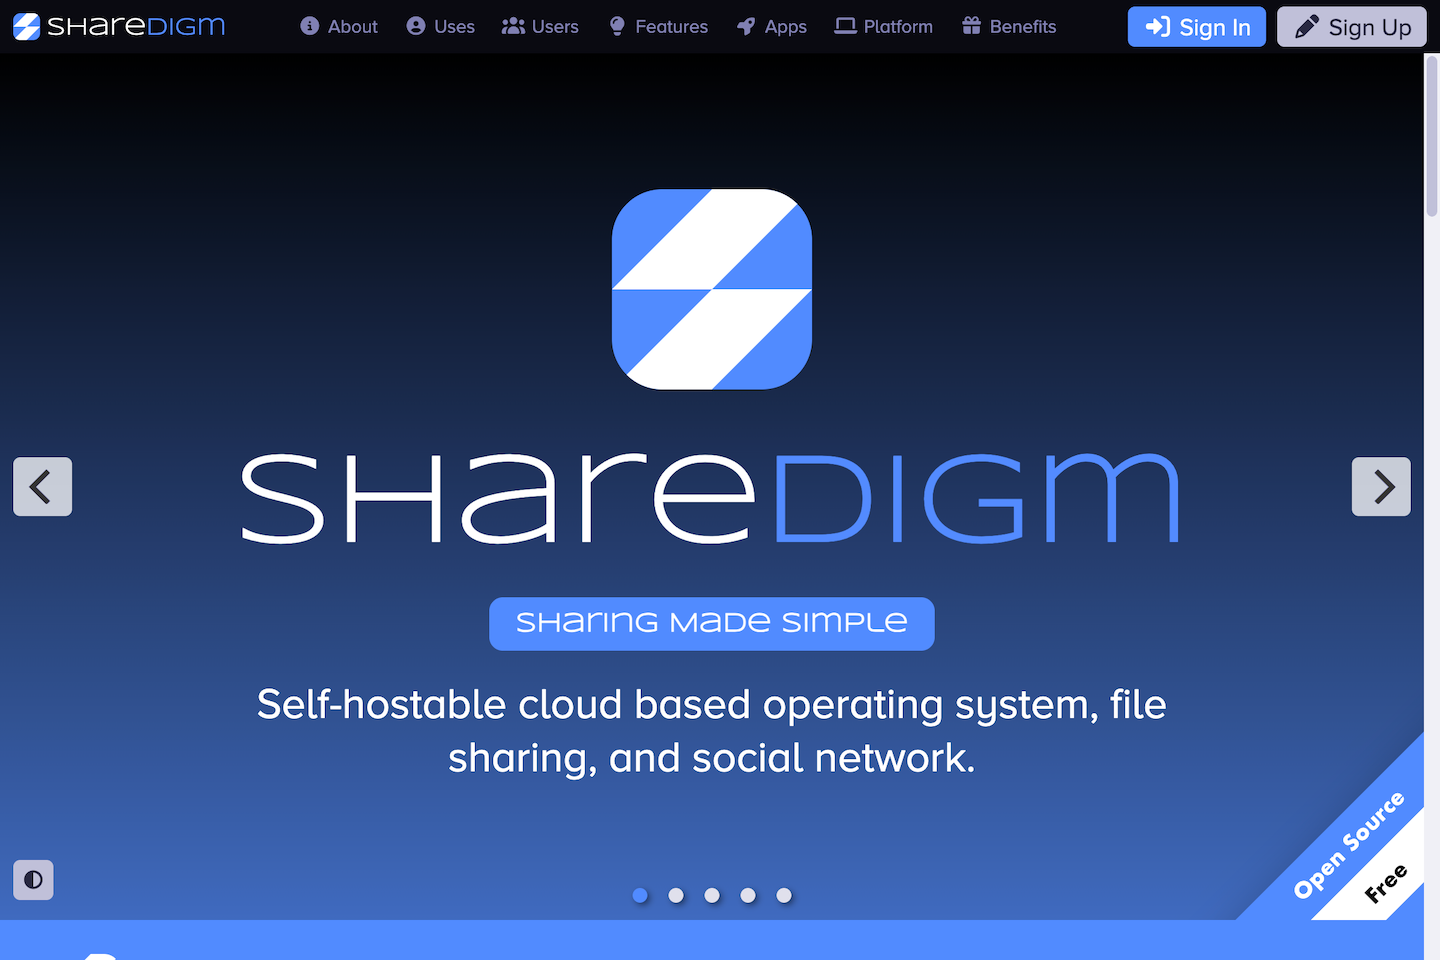 SHAREDIGM
About
Uses
Users
Features
Apps
Platform
Benefits
Sign In
Sign Up
SHAREDIGM
Sharing Made Simple
Self-hostable cloud based operating system, file
sharing, and social network.
Open Source
Free